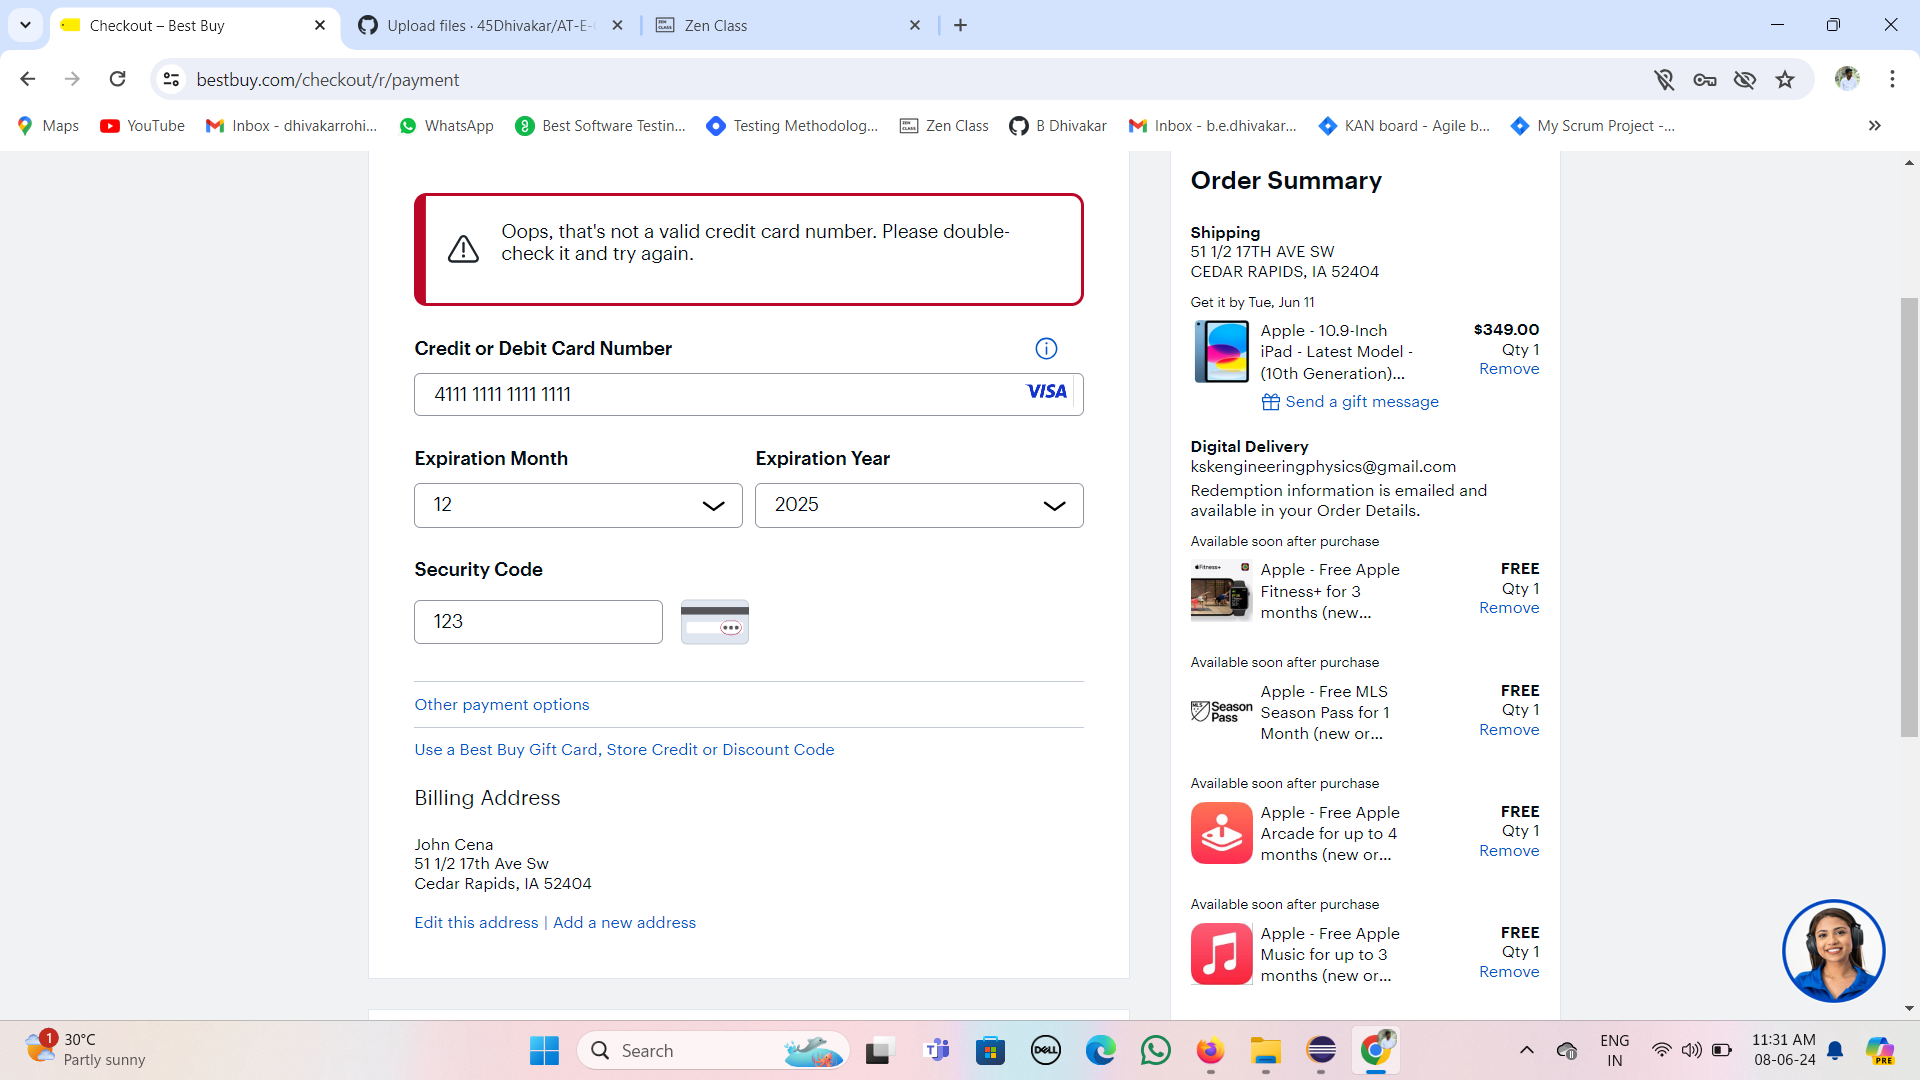 Checkout – Best Buy
Upload files · 45Dhivakar/AT-E-
Zen Class
bestbuy.com/checkout/r/payment
Maps
YouTube
Inbox - dhivakarrohi...
WhatsApp
Best Software Testin...
Testing Methodolog...
Zen Class
B Dhivakar
Inbox - b.e.dhivakar...
KAN board - Agile b...
My Scrum Project -...
Oops, that's not a valid credit card number. Please double-
check it and try again.
Credit or Debit Card Number
4111 1111 1111 1111
VISA
Expiration Month
Expiration Year
12
2025
Security Code
123
Other payment options
Use a Best Buy Gift Card, Store Credit or Discount Code
Billing Address
John Cena
51 1/2 17th Ave Sw
Cedar Rapids, IA 52404
Edit this address | Add a new address
Order Summary
Shipping
51 1/2 17TH AVE SW
CEDAR RAPIDS, IA 52404
Get it by Tue, Jun 11
Apple - 10.9-Inch
iPad - Latest Model -
(10th Generation)...
$349.00
Qty 1
Remove
Send a gift message
Digital Delivery
kskengineeringphysics@gmail.com
Redemption information is emailed and
available in your Order Details.
Available soon after purchase
Fitness+
Apple - Free Apple
Fitness+ for 3
months (new...
FREE
Qty 1
Remove
Available soon after purchase
MLS Season
Pass
Apple - Free MLS
Season Pass for 1
Month (new or...
FREE
Qty 1
Remove
Available soon after purchase
Apple - Free Apple
Arcade for up to 4
months (new or...
FREE
Qty 1
Remove
Available soon after purchase
Apple - Free Apple
Music for up to 3
months (new or...
FREE
Qty 1
Remove
1
30°C
Partly sunny
Search
DELL
PRE
ENG
IN
11:31 AM
08-06-24